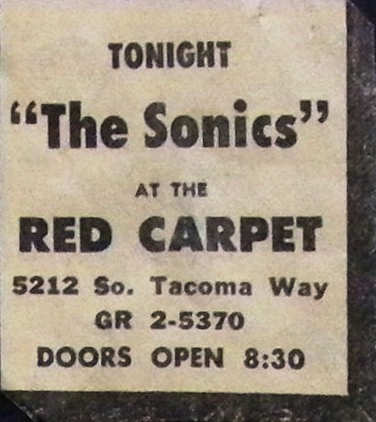 TONIGHT
"The Sonics"
AT THE
RED CARPET
5212 So. Tacoma Way
GR 2-5370
DOORS OPEN 8:30